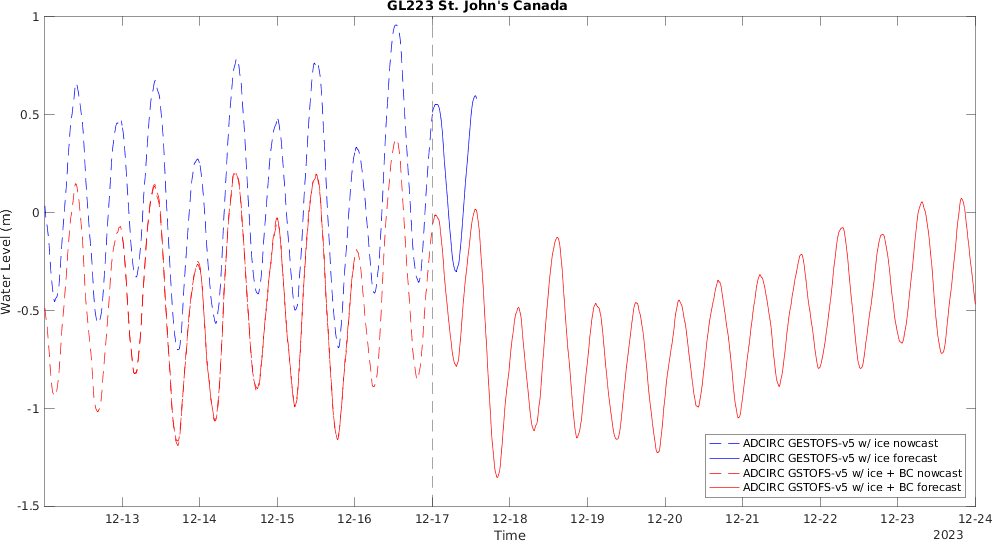 GL223 St. John's Canada
1
0.5
0
-0.5
-1
-1.5
Water Level (m)
ADCIRC GESTOFS-v5 w/ ice nowcast
ADCIRC GESTOFS-v5 w/ ice forecast
ADCIRC GSTOFS-v5 w/ ice + BC nowcast
ADCIRC GSTOFS-v5 w/ ice + BC forecast
12-13 12-14 12-15 12-16 12-17 12-18 12-19 12-20 12-21 12-22 12-23 12-24
Time
2023